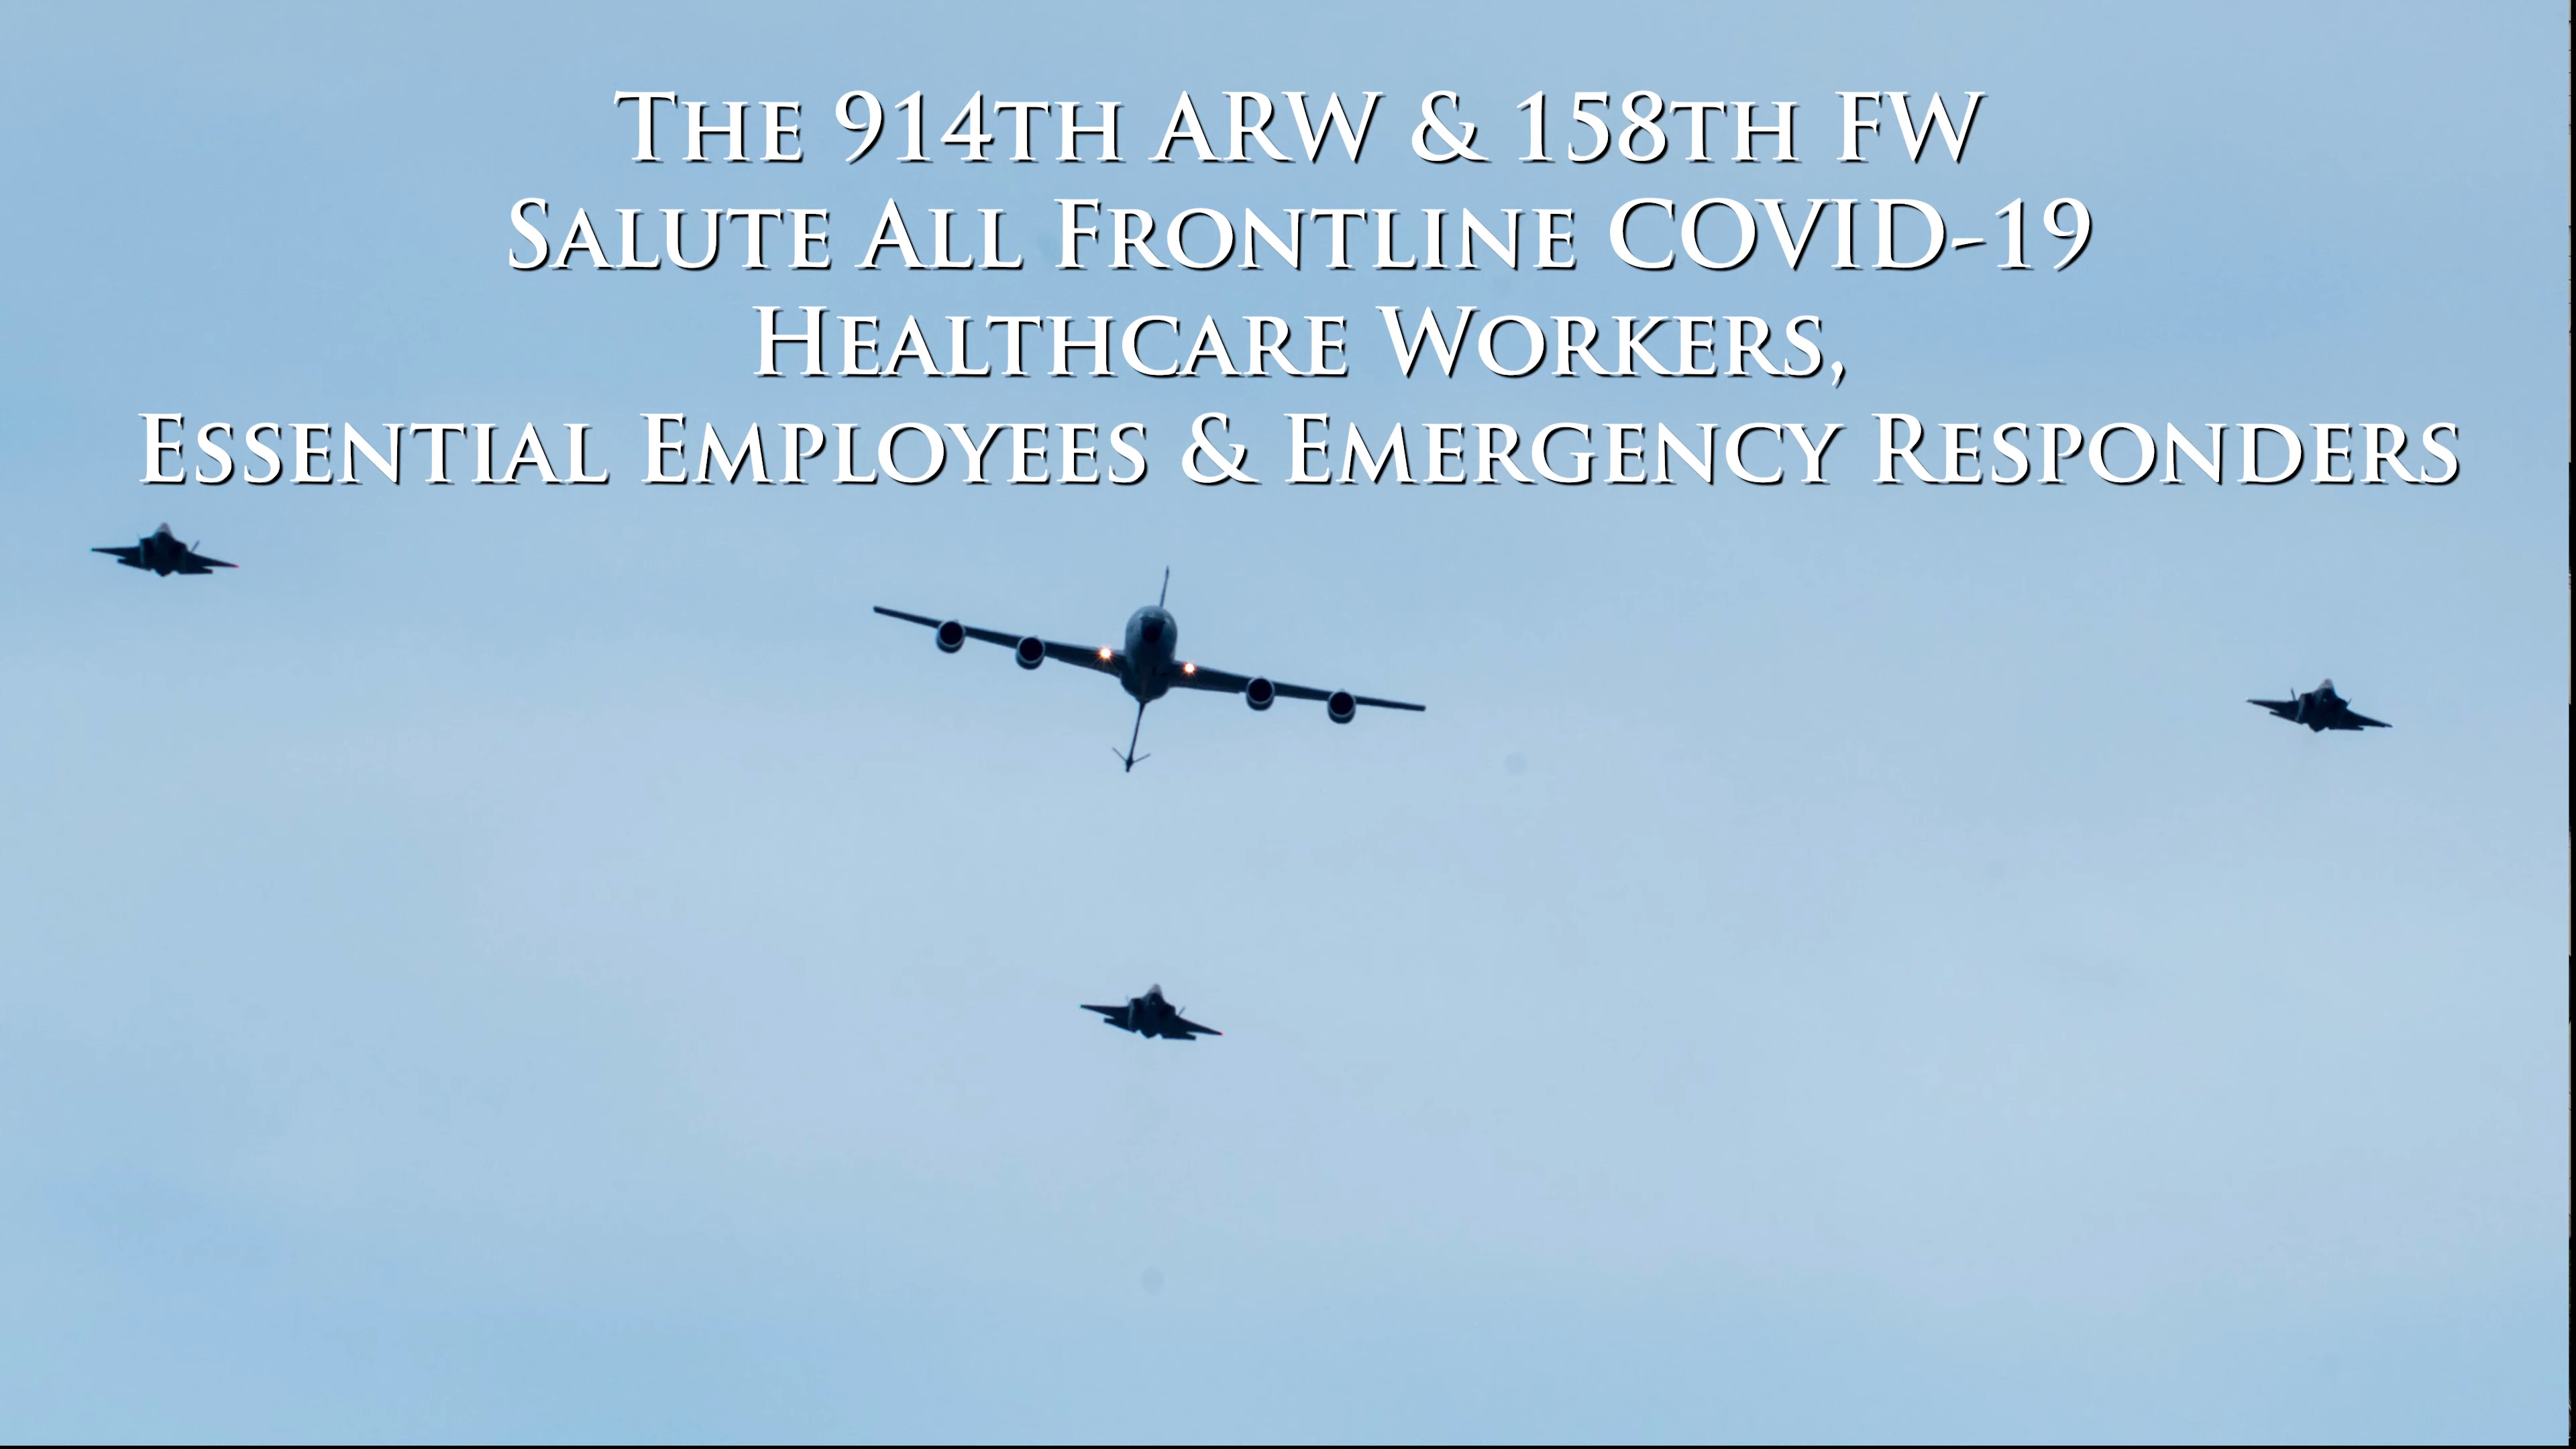 The 914th ARW & 158th FW
Salute All Frontline COVID-19
Healthcare Workers,
Essential Employees & Emergency Responders